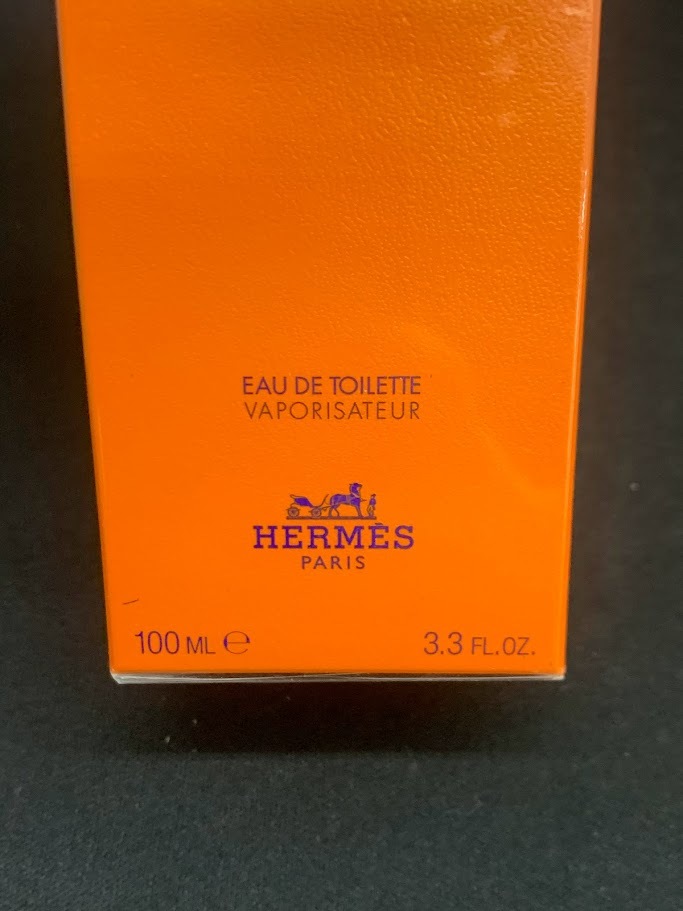 EAU DE TOILETTE
VAPORISATEUR
HERMÈS
PARIS
100 ML ℮
3.3 FL.OZ.